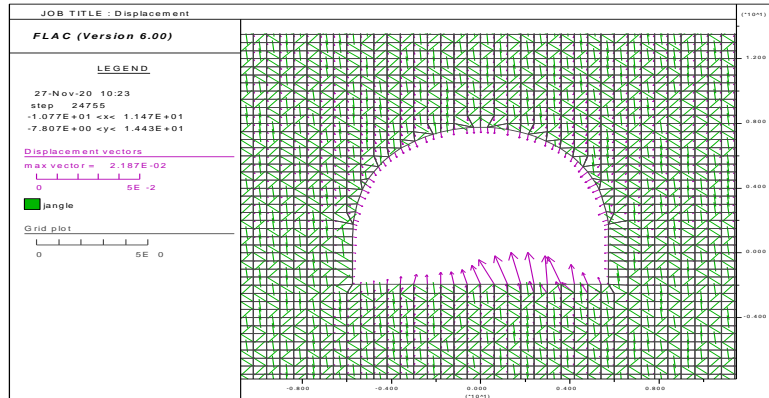 JOB TITLE : Displacement
FLAC (Version 6.00)
LEGEND
27-Nov-20 10:23
step 24755
-1.077E+01 <x< 1.147E+01
-7.807E+00 <y< 1.443E+01
Displacement vectors
max vector = 2.187E-02
0 5E -2
jangle
Grid plot
0 5E 0
(*10^1)
1.200
0.800
0.400
0.000
-0.400
-0.800 -0.400 0.000 0.400 0.800
(*10^1)